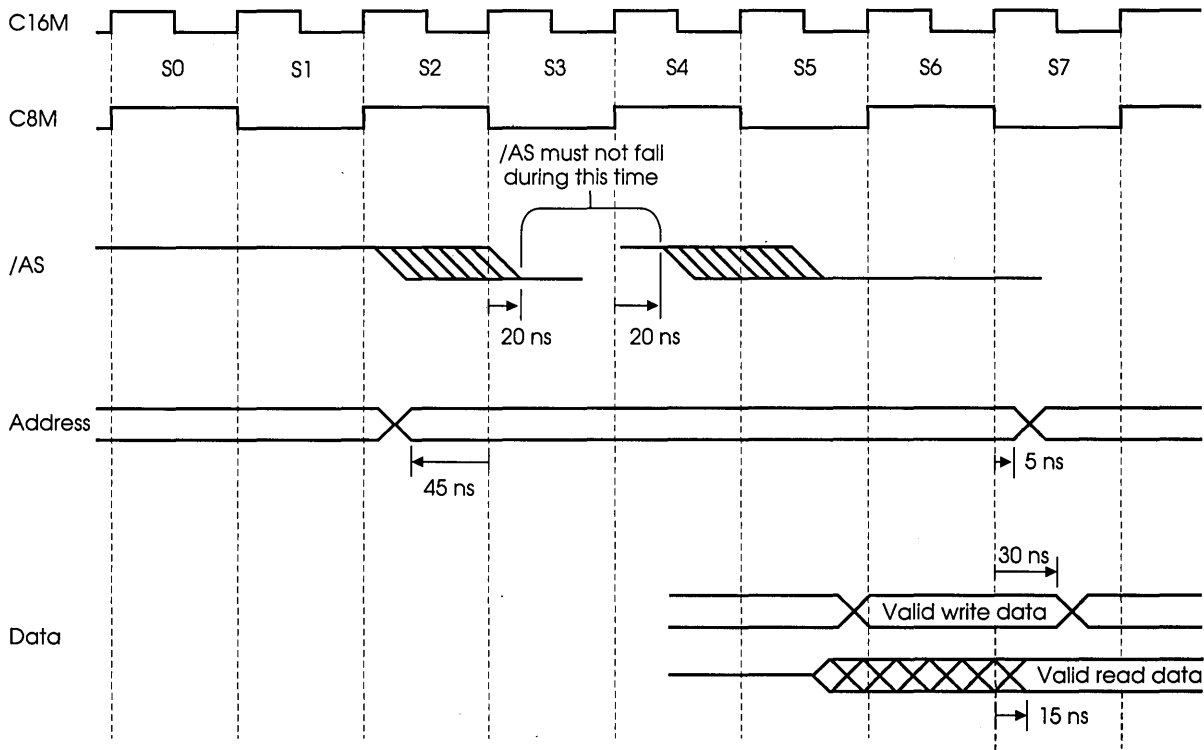 C16M
S0 S1 S2 S3 S4 S5 S6 S7
C8M
/AS must not fall
during this time
/AS
20 ns
20 ns
Address
45 ns
5 ns
30 ns
Valid write data
Data
Valid read data
15 ns